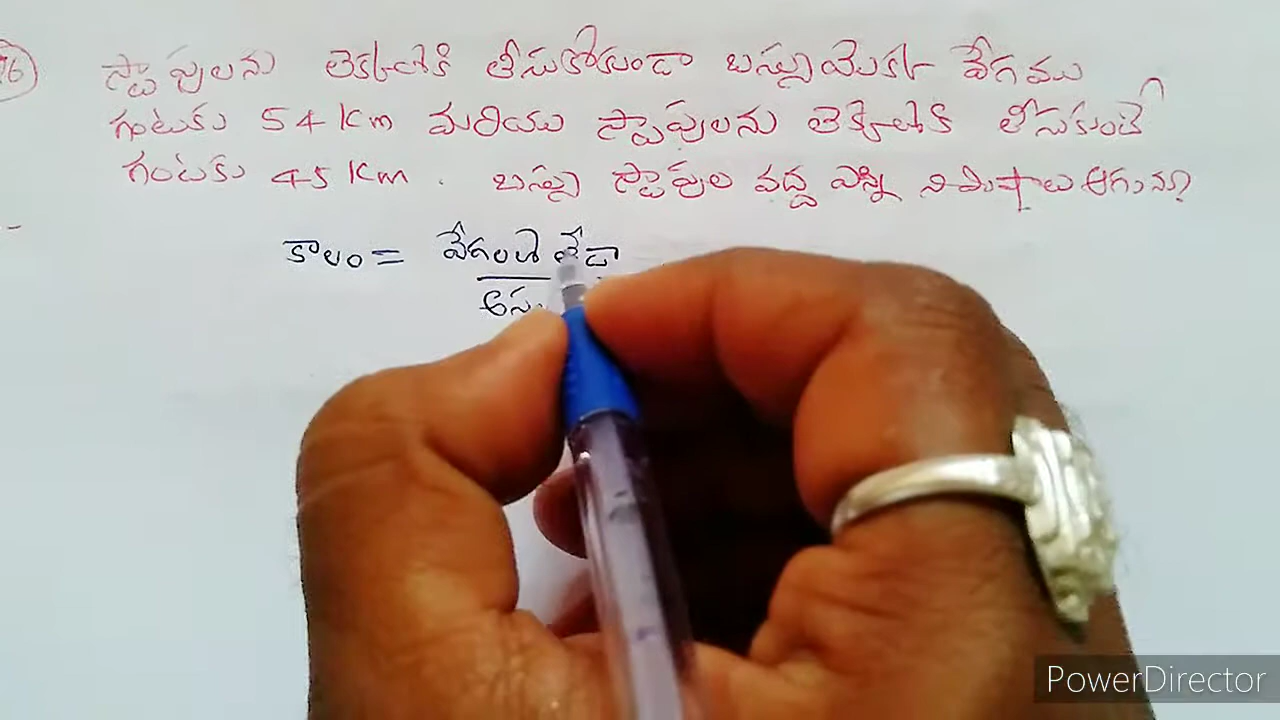 స్టాపులను లెక్కలోకి తీసుకోకుండా బస్సుయొక్క వేగము
గంటకు 54 Km మరియు స్టాపులను లెక్కలోకి తీసుకుంటే
గంటకు 45 Km . బస్సు స్టాపుల వద్ద ఎన్ని నిమిషాలు ఆగును?
కాలం = వేగంలో తేడా
PowerDirector